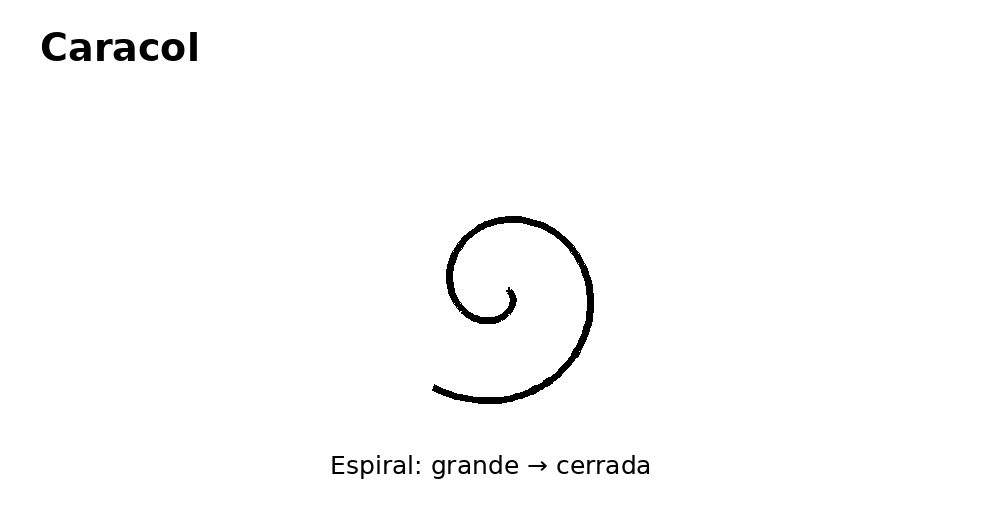 Caracol
Espiral: grande → cerrada